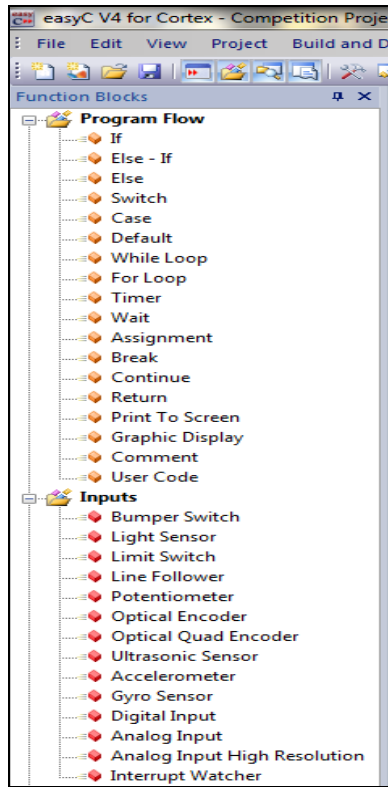 easyC V4 for Cortex - Competition Proje
File Edit View Project Build and D
Function Blocks
Program Flow
If
Else - If
Else
Switch
Case
Default
While Loop
For Loop
Timer
Wait
Assignment
Break
Continue
Return
Print To Screen
Graphic Display
Comment
User Code
Inputs
Bumper Switch
Light Sensor
Limit Switch
Line Follower
Potentiometer
Optical Encoder
Optical Quad Encoder
Ultrasonic Sensor
Accelerometer
Gyro Sensor
Digital Input
Analog Input
Analog Input High Resolution
Interrupt Watcher